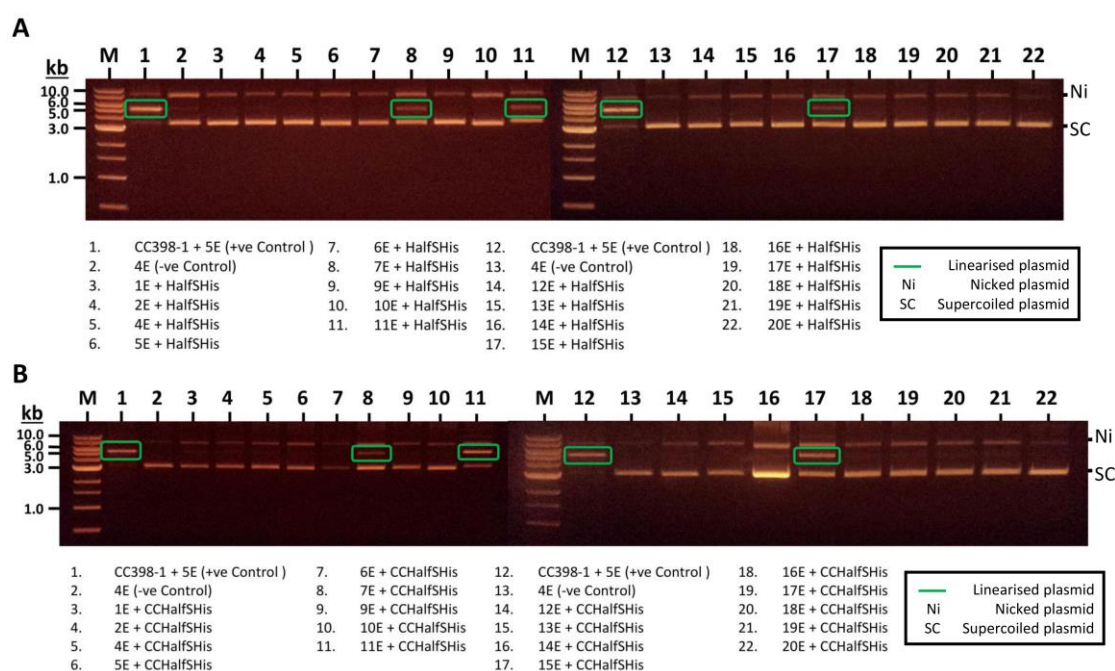 A
M 1 2 3 4 5 6 7 8 9 10 11 12 13 14 15 16 17 18 19 20 21 22
kb
10.0
6.0
5.0
3.0
1.0
Ni
SC
1. CC398-1 + 5E (+ve Control )
2. 4E (-ve Control)
3. 1E + HalfSHis
4. 2E + HalfSHis
5. 4E + HalfSHis
6. 5E + HalfSHis
7. 6E + HalfSHis
8. 7E + HalfSHis
9. 9E + HalfSHis
10. 10E + HalfSHis
11. 11E + HalfSHis
12. CC398-1 + 5E (+ve Control )
13. 4E (-ve Control)
14. 12E + HalfSHis
15. 13E + HalfSHis
16. 14E + HalfSHis
17. 15E + HalfSHis
18. 16E + HalfSHis
19. 17E + HalfSHis
20. 18E + HalfSHis
21. 19E + HalfSHis
22. 20E + HalfSHis
Linearised plasmid
Ni Nicked plasmid
SC Supercoiled plasmid
B
M 1 2 3 4 5 6 7 8 9 10 11 M 12 13 14 15 16 17 18 19 20 21 22
kb
10.0
6.0
5.0
3.0
1.0
Ni
SC
1. CC398-1 + 5E (+ve Control )
2. 4E (-ve Control)
3. 1E + CCHalfSHis
4. 2E + CCHalfSHis
5. 4E + CCHalfSHis
6. 5E + CCHalfSHis
7. 6E + CCHalfSHis
8. 7E + CCHalfSHis
9. 9E + CCHalfSHis
10. 10E + CCHalfSHis
11. 11E + CCHalfSHis
12. CC398-1 + 5E (+ve Control )
13. 4E (-ve Control)
14. 12E + CCHalfSHis
15. 13E + CCHalfSHis
16. 14E + CCHalfSHis
17. 15E + CCHalfSHis
18. 16E + CCHalfSHis
19. 17E + CCHalfSHis
20. 18E + CCHalfSHis
21. 19E + CCHalfSHis
22. 20E + CCHalfSHis
Linearised plasmid
Ni Nicked plasmid
SC Supercoiled plasmid